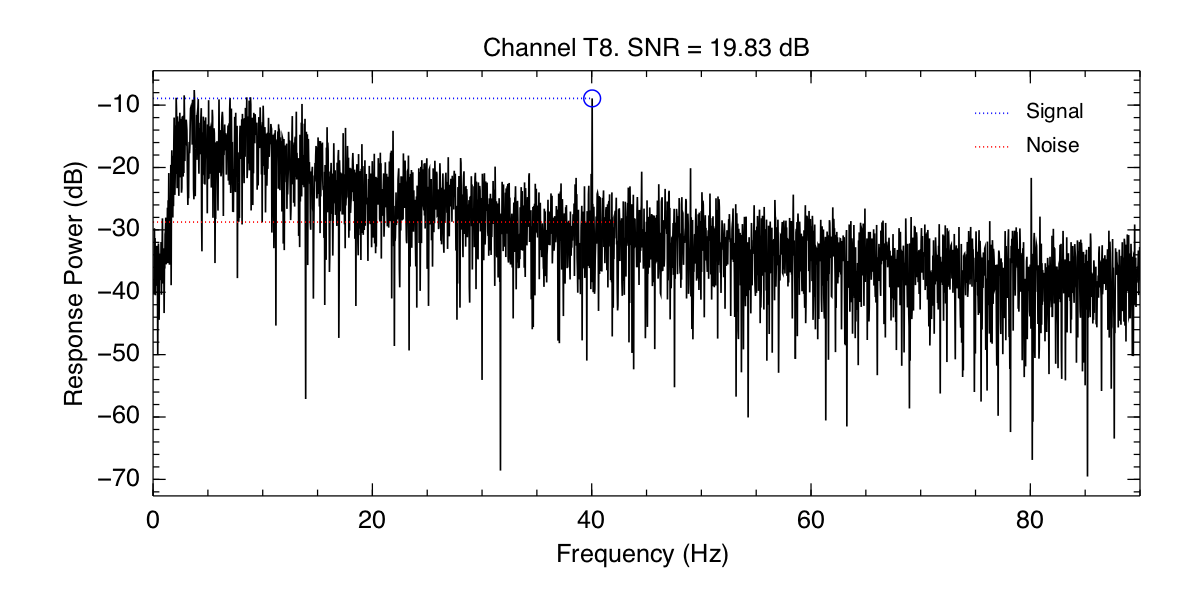 Channel T8. SNR = 19.83 dB
Signal
Noise
Response Power (dB)
−10
−20
−30
−40
−50
−60
−70
0 20 40 60 80
Frequency (Hz)